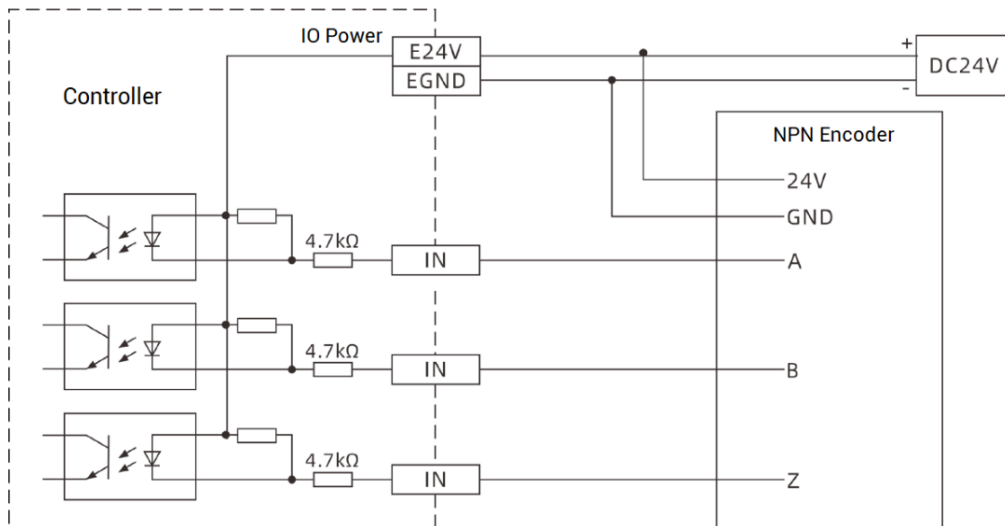 IO Power
E24V
+
DC24V
EGND
-
Controller
NPN Encoder
24V
GND
4.7kΩ
IN
A
4.7kΩ
IN
B
4.7kΩ
IN
Z